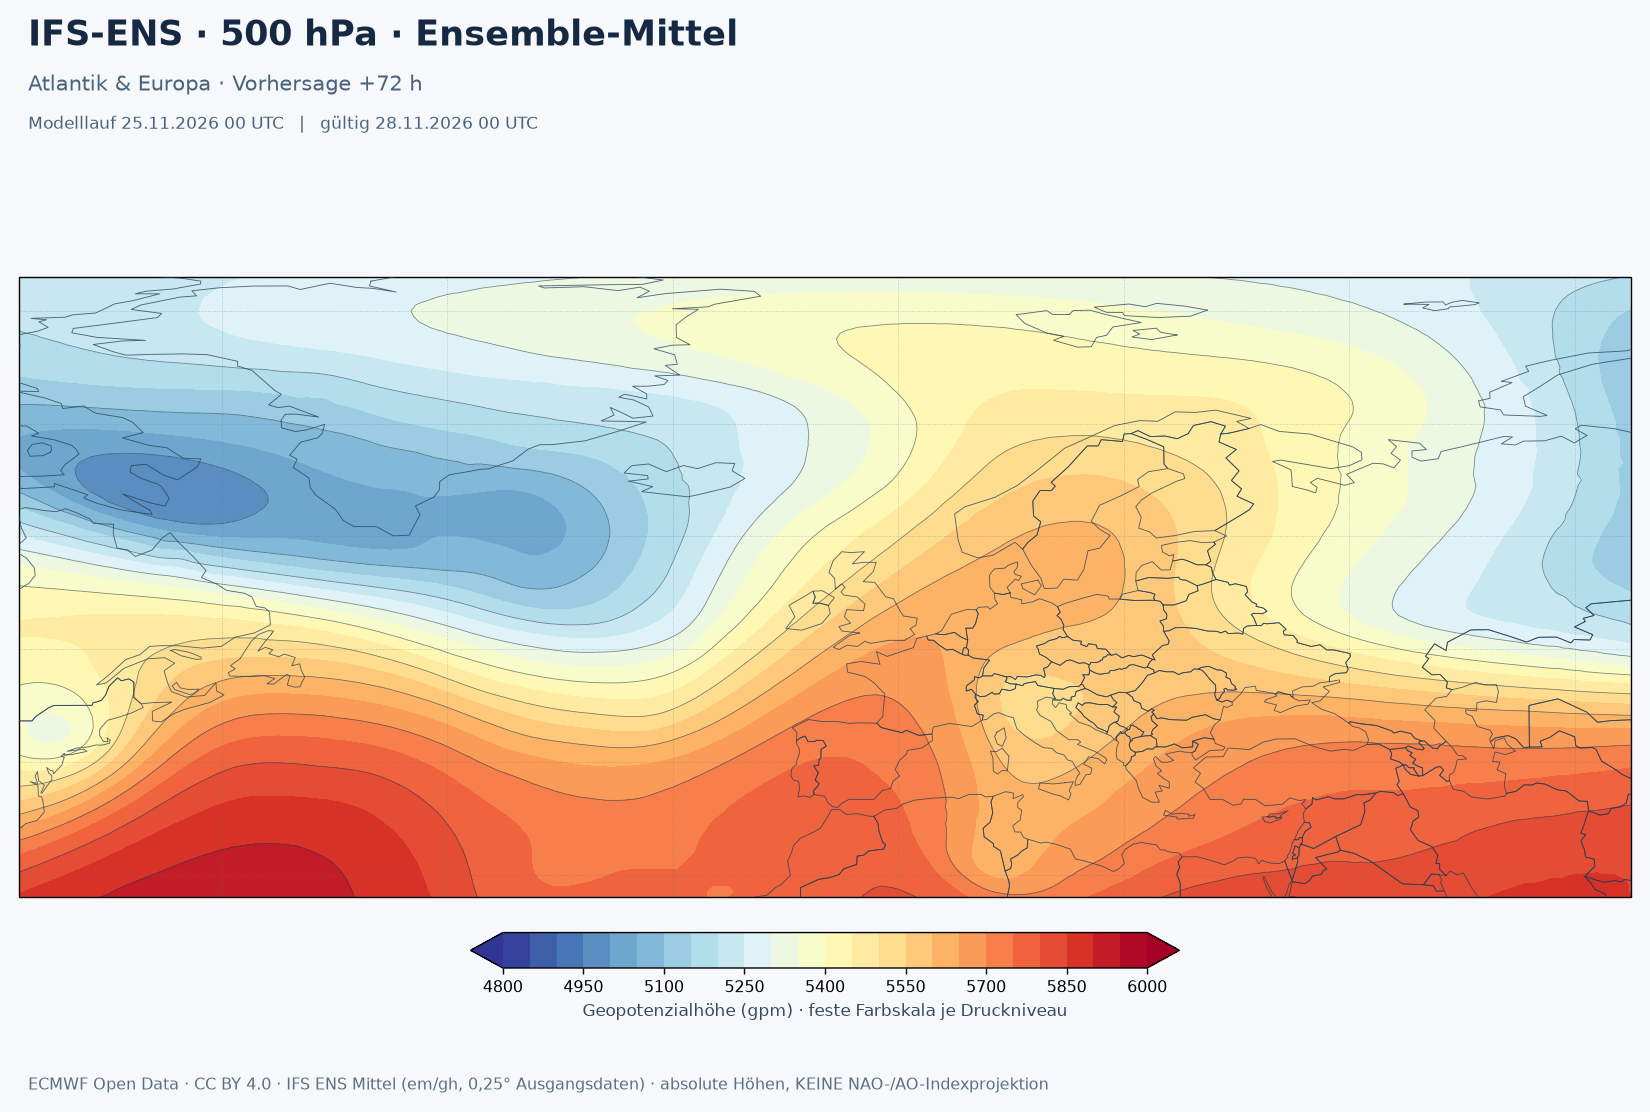 IFS-ENS · 500 hPa · Ensemble-Mittel
Atlantik & Europa · Vorhersage +72 h
Modelllauf 25.11.2026 00 UTC | gültig 28.11.2026 00 UTC
4800 4950 5100 5250 5400 5550 5700 5850 6000
Geopotenzialhöhe (gpm) · feste Farbskala je Druckniveau
ECMWF Open Data · CC BY 4.0 · IFS ENS Mittel (em/gh, 0,25° Ausgangsdaten) · absolute Höhen, KEINE NAO-/AO-Indexprojektion